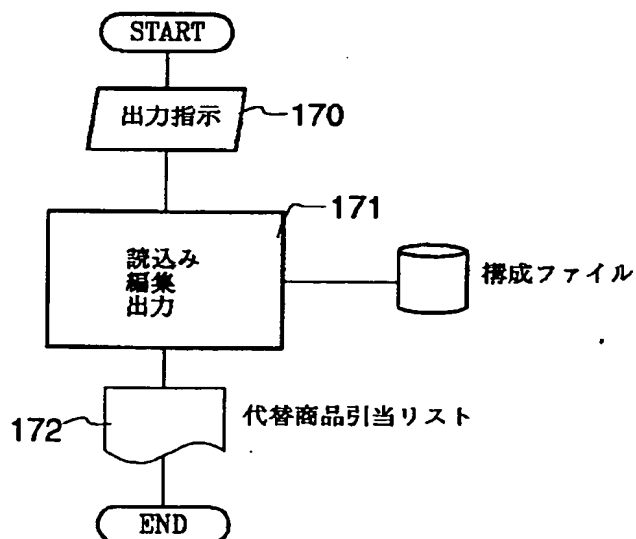 START
出力指示
170
171
読込み
編集
出力
構成ファイル
172
代替商品引当リスト
END